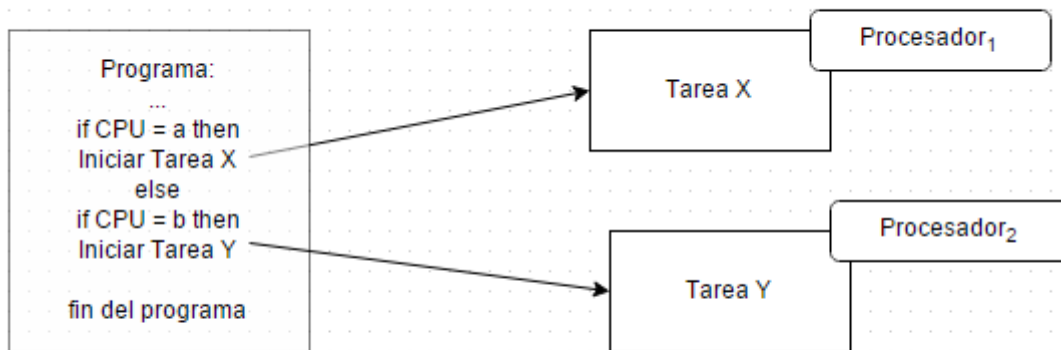 Programa:
...
if CPU = a then
Iniciar Tarea X
else
if CPU = b then
Iniciar Tarea Y
fin del programa
Tarea X
Procesador₁
Tarea Y
Procesador₂